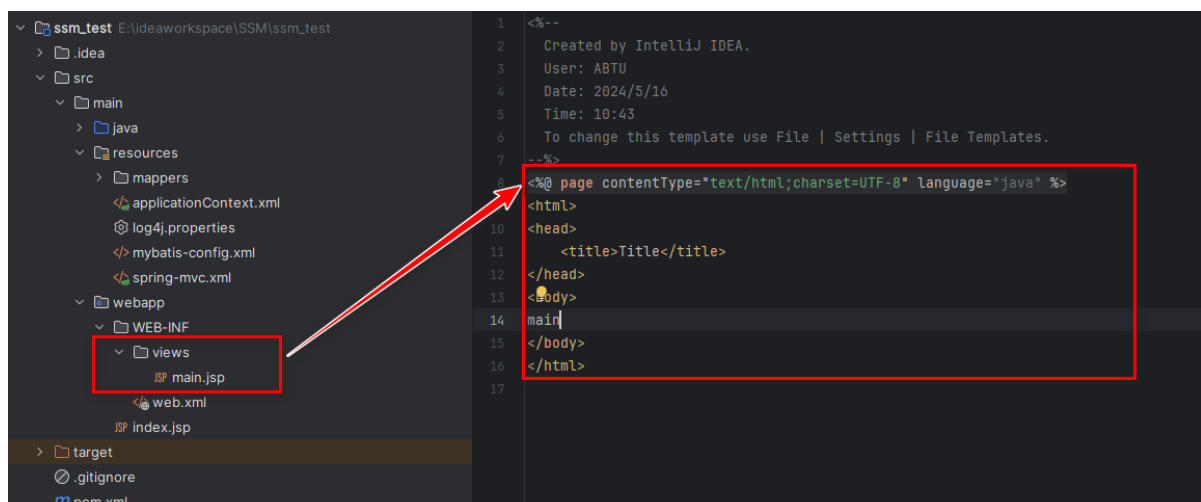 ssm_test E:\ideaworkspace\SSM\ssm_test
.idea
src
main
java
resources
mappers
applicationContext.xml
log4j.properties
mybatis-config.xml
spring-mvc.xml
webapp
WEB-INF
views
JSP main.jsp
web.xml
JSP index.jsp
target
.gitignore
pom.xml
1 <%--
2 Created by IntelliJ IDEA.
3 User: ABTU
4 Date: 2024/5/16
5 Time: 10:43
6 To change this template use File | Settings | File Templates.
7 --%>
8 <%@ page contentType="text/html;charset=UTF-8" language="java" %>
<html>
10 <head>
11 <title>Title</title>
12 </head>
13 <body>
14 main
15 </body>
16 </html>
17